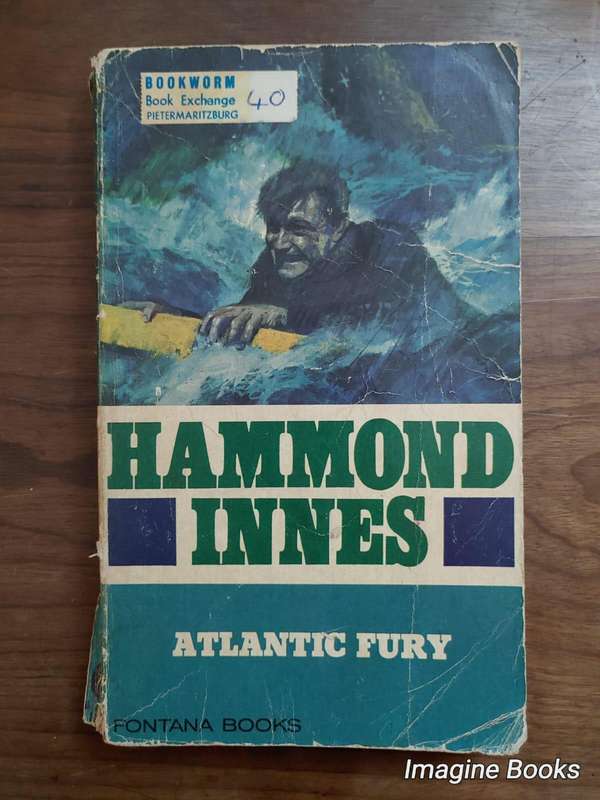 BOOKWORM
Book Exchange 40
PIETERMARITZBURG
HAMMOND
INNES
ATLANTIC FURY
FONTANA BOOKS
Imagine Books